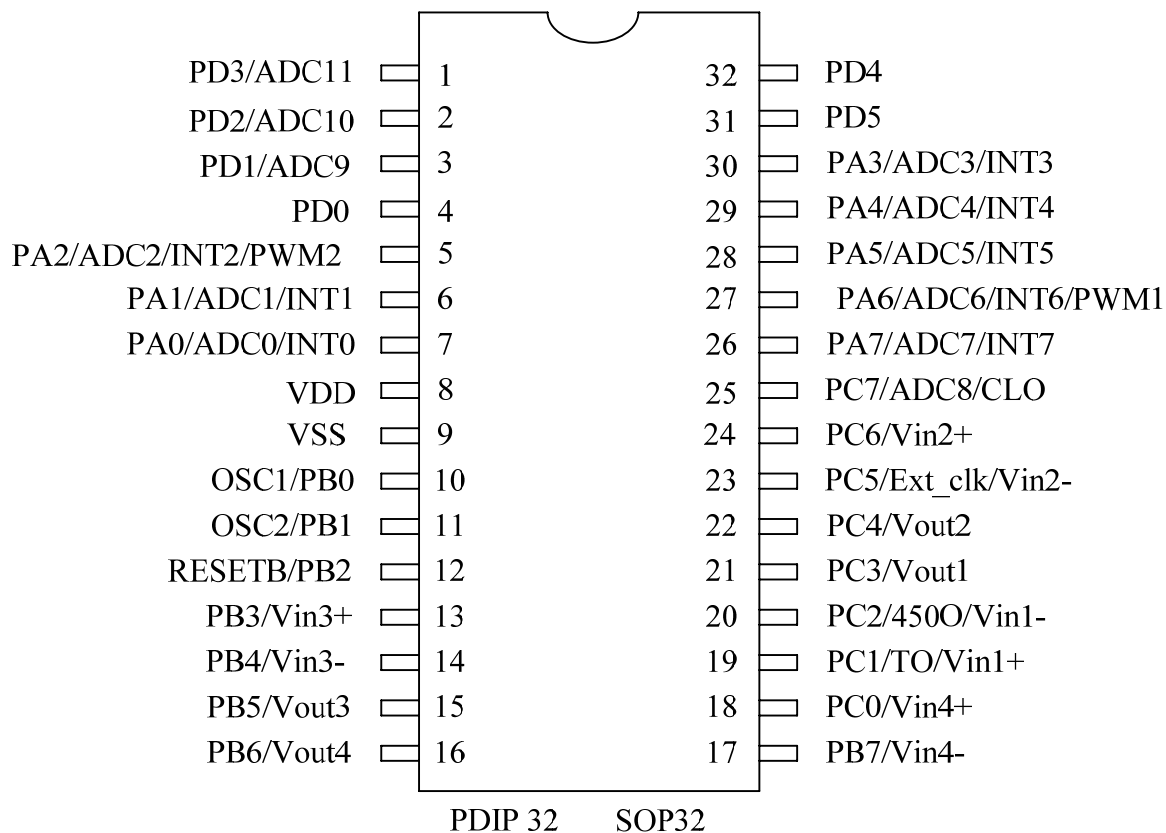 PD3/ADC11 1 32 PD4
PD2/ADC10 2 31 PD5
PD1/ADC9 3 30 PA3/ADC3/INT3
PD0 4 29 PA4/ADC4/INT4
PA2/ADC2/INT2/PWM2 5 28 PA5/ADC5/INT5
PA1/ADC1/INT1 6 27 PA6/ADC6/INT6/PWM1
PA0/ADC0/INT0 7 26 PA7/ADC7/INT7
VDD 8 25 PC7/ADC8/CLO
VSS 9 24 PC6/Vin2+
OSC1/PB0 10 23 PC5/Ext_clk/Vin2-
OSC2/PB1 11 22 PC4/Vout2
RESETB/PB2 12 21 PC3/Vout1
PB3/Vin3+ 13 20 PC2/450O/Vin1-
PB4/Vin3- 14 19 PC1/TO/Vin1+
PB5/Vout3 15 18 PC0/Vin4+
PB6/Vout4 16 17 PB7/Vin4-
PDIP 32 SOP32